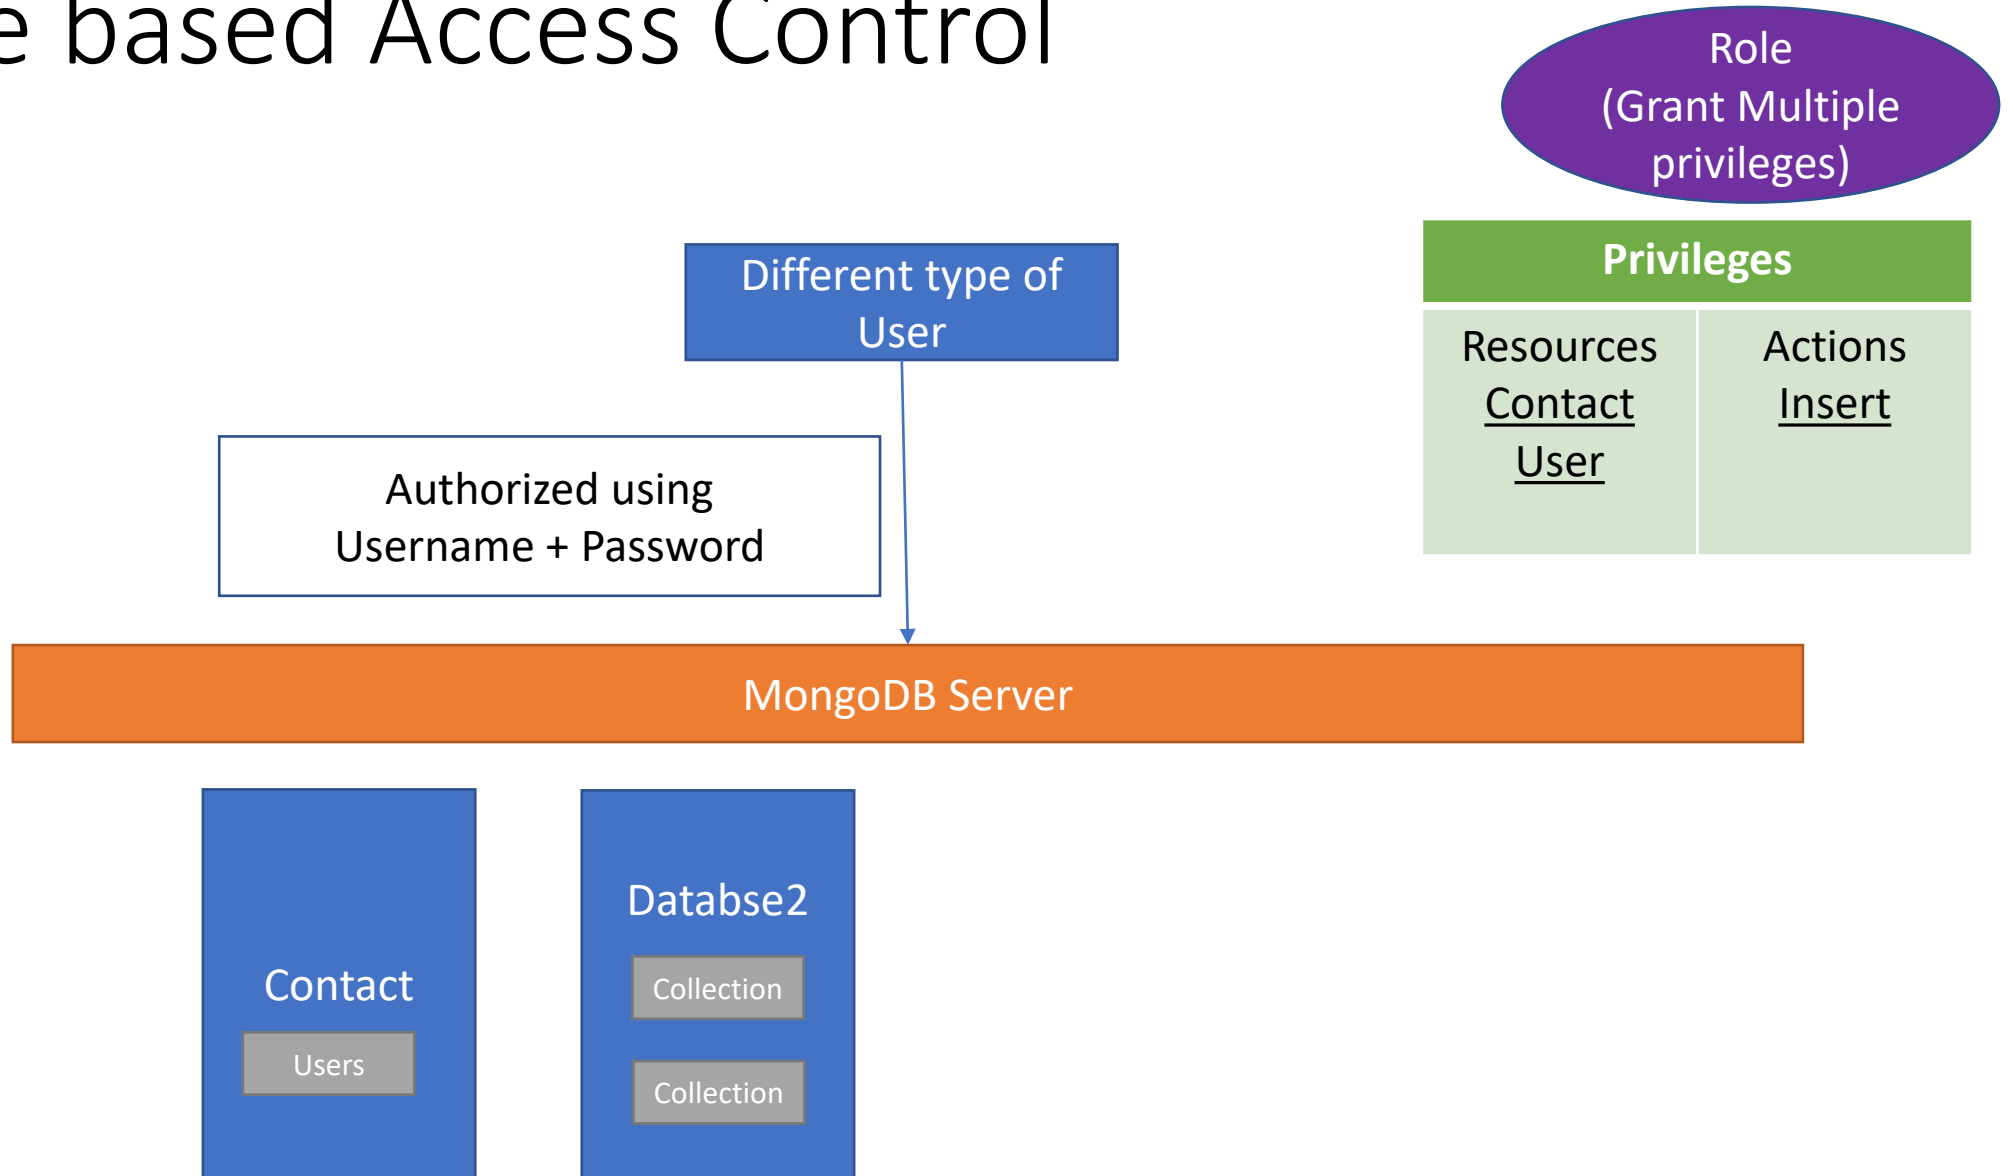 e based Access Control
Role
(Grant Multiple
privileges)
Different type of
User
Privileges
Resources
Contact
User
Actions
Insert
Authorized using
Username + Password
MongoDB Server
Contact
Users
Databse2
Collection
Collection